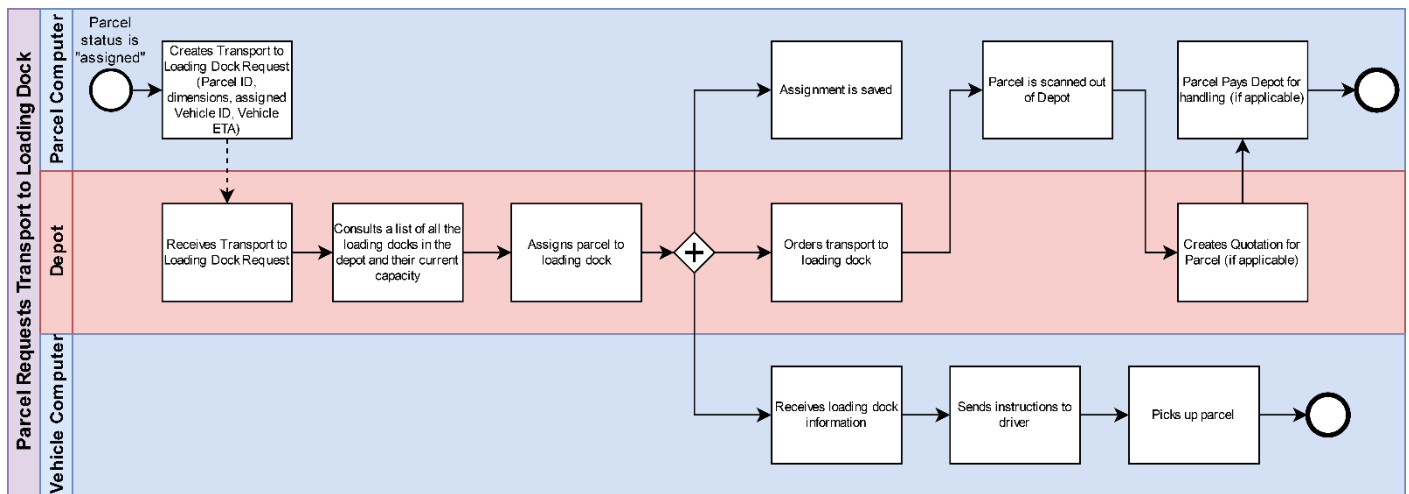 Parcel Requests Transport to Loading Dock
Parcel Computer
Parcel
status is
"assigned"
Creates Transport to
Loading Dock Request
(Parcel ID,
dimensions, assigned
Vehicle ID, Vehicle
ETA)
Assignment is saved
Parcel is scanned out
of Depot
Parcel Pays Depot for
handling (if applicable)
Depot
Receives Transport to
Loading Dock Request
Consults a list of all the
loading docks in the
depot and their current
capacity
Assigns parcel to
loading dock
Orders transport to
loading dock
Creates Quotation for
Parcel (if applicable)
Vehicle Computer
Receives loading dock
information
Sends instructions to
driver
Picks up parcel